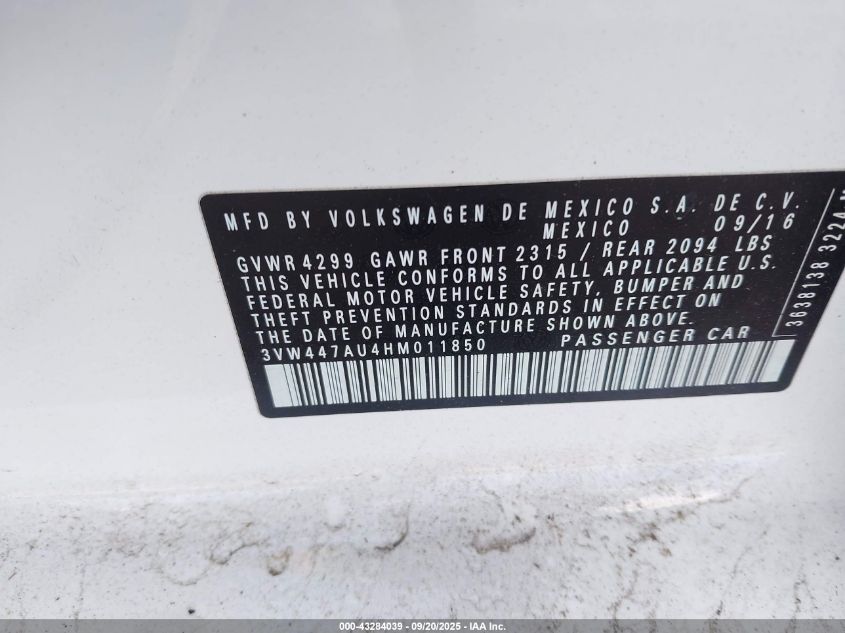 MFD BY VOLKSWAGEN DE MEXICO S.A. DE C.V.
MEXICO 09/16
GVWR 4299 GAWR FRONT 2315 / REAR 2094 LBS
THIS VEHICLE CONFORMS TO ALL APPLICABLE U.S.
FEDERAL MOTOR VEHICLE SAFETY, BUMPER AND
THEFT PREVENTION STANDARDS IN EFFECT ON
THE DATE OF MANUFACTURE SHOWN ABOVE.
3VW447AU4HM011850 PASSENGER CAR
3638138 3224
000-43284039 - 09/20/2025 - IAA Inc.